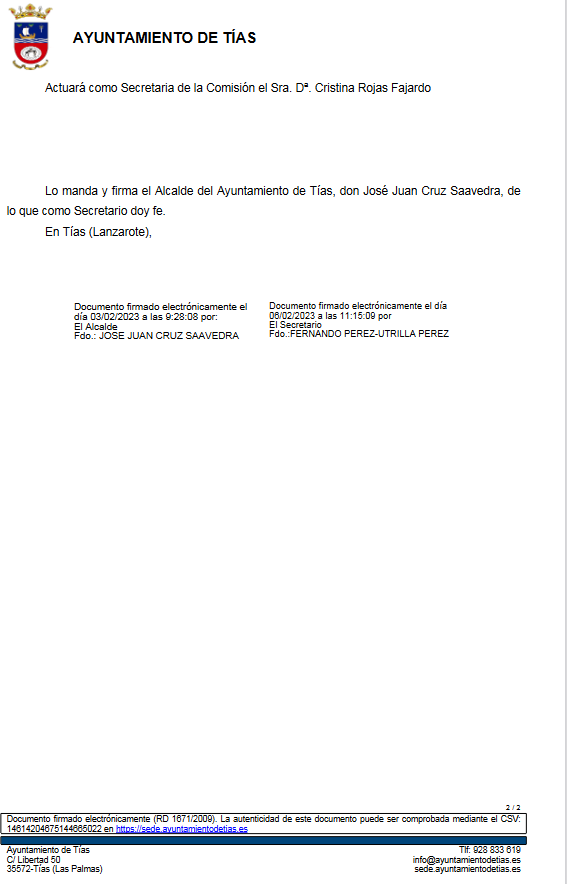 AYUNTAMIENTO DE TÍAS
Actuará como Secretaria de la Comisión el Sra. Dª. Cristina Rojas Fajardo
Lo manda y firma el Alcalde del Ayuntamiento de Tías, don José Juan Cruz Saavedra, de
lo que como Secretario doy fe.
En Tías (Lanzarote),
Documento firmado electrónicamente el
día 03/02/2023 a las 9:28:08 por:
El Alcalde
Fdo.: JOSE JUAN CRUZ SAAVEDRA
Documento firmado electrónicamente el día
06/02/2023 a las 11:15:09 por
El Secretario
Fdo.:FERNANDO PEREZ-UTRILLA PEREZ
2 / 2
Documento firmado electrónicamente (RD 1671/2009). La autenticidad de este documento puede ser comprobada mediante el CSV:
14614204675144665022 en https://sede.ayuntamientodetias.es
Ayuntamiento de Tías
C/ Libertad 50
35572-Tías (Las Palmas)
Tlf: 928 833 619
info@ayuntamientodetias.es
sede.ayuntamientodetias.es